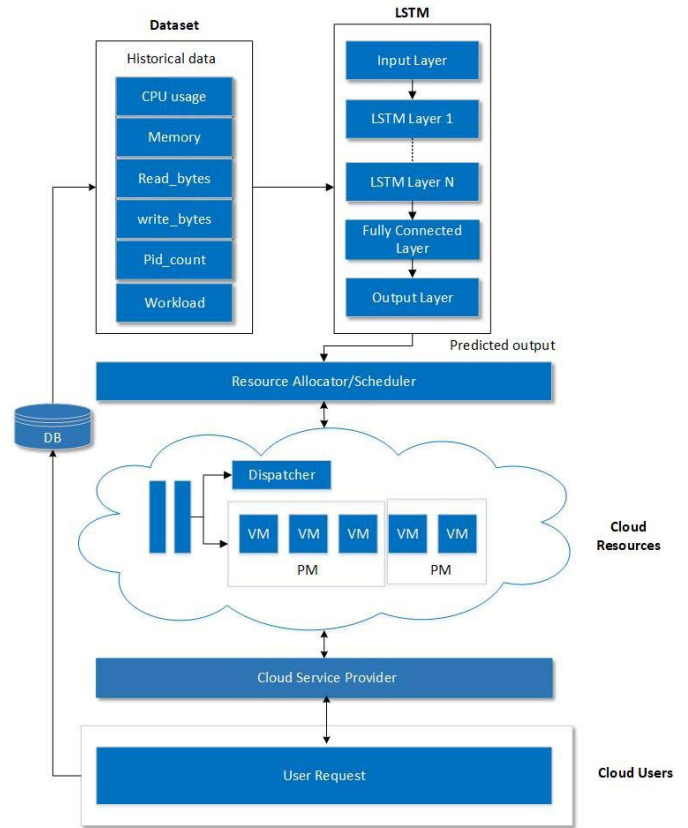 Dataset
Historical data
CPU usage
Memory
Read_bytes
write_bytes
Pid_count
Workload
LSTM
Input Layer
LSTM Layer 1
LSTM Layer N
Fully Connected
Layer
Output Layer
Predicted output
Resource Allocator/Scheduler
DB
Dispatcher
VM VM VM VM VM
PM PM
Cloud
Resources
Cloud Service Provider
User Request
Cloud Users